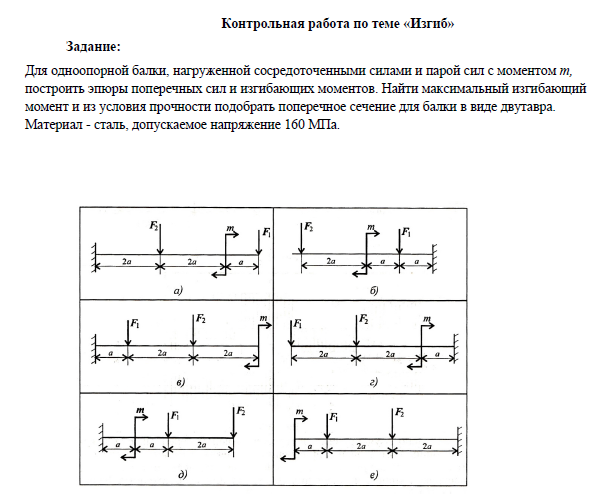 Контрольная работа по теме «Изгиб»
Задание:
Для одноопорной балки, нагруженной сосредоточенными силами и парой сил с моментом m,
построить эпюры поперечных сил и изгибающих моментов. Найти максимальный изгибающий
момент и из условия прочности подобрать поперечное сечение для балки в виде двутавра.
Материал - сталь, допускаемое напряжение 160 МПа.
F₂ m F₁
2a 2a a
а)
F₂ m F₁
2a a a
б)
F₁ F₂ m
a 2a 2a
в)
F₁ F₂ m
2a 2a a
г)
m F₁ F₂
a a 2a
д)
m F₁ F₂
a 2a 2a
е)